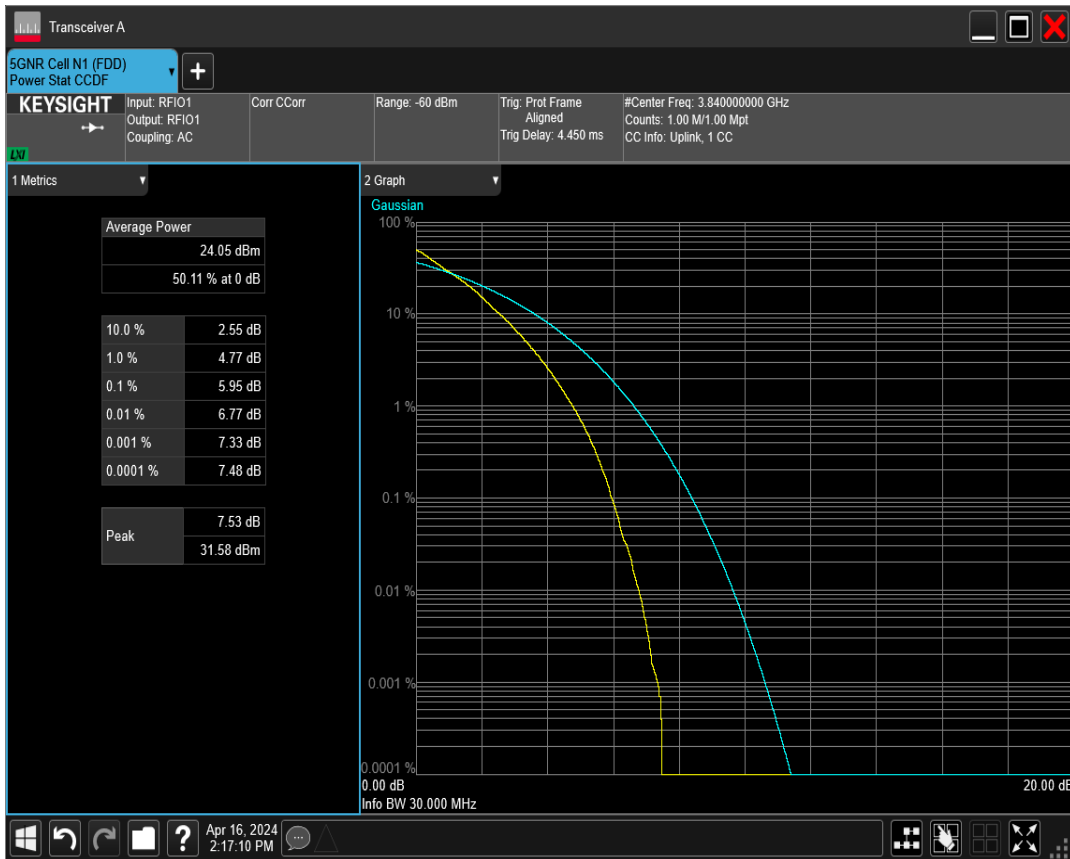 Transceiver A
5GNR Cell N1 (FDD)
Power Stat CCDF
+
KEYSIGHT
LXI
Input: RFIO1
Output: RFIO1
Coupling: AC
Corr CCorr
Range: -60 dBm
Trig: Prot Frame
Aligned
Trig Delay: 4.450 ms
#Center Freq: 3.840000000 GHz
Counts: 1.00 M/1.00 Mpt
CC Info: Uplink, 1 CC
1 Metrics
Average Power
24.05 dBm
50.11 % at 0 dB
10.0 % 2.55 dB
1.0 % 4.77 dB
0.1 % 5.95 dB
0.01 % 6.77 dB
0.001 % 7.33 dB
0.0001 % 7.48 dB
Peak
7.53 dB
31.58 dBm
2 Graph
Gaussian
100 %
10 %
1 %
0.1 %
0.01 %
0.001 %
0.0001 %
0.00 dB 20.00 dB
Info BW 30.000 MHz
?
Apr 16, 2024
2:17:10 PM